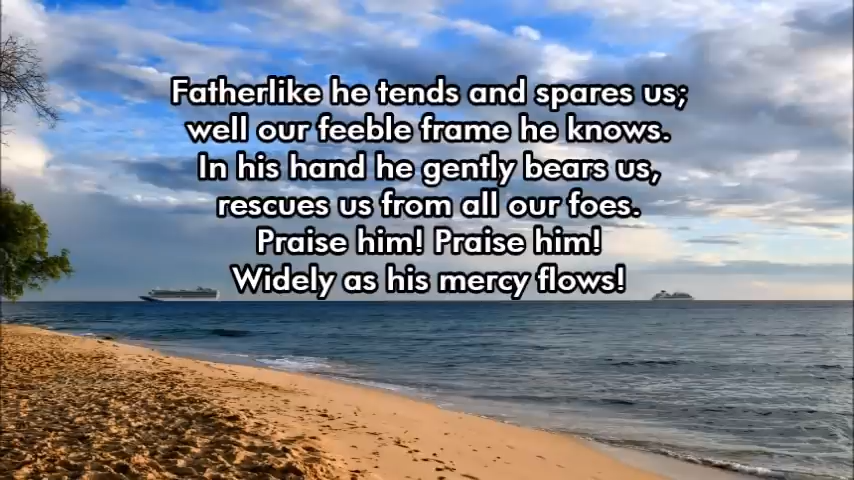 Fatherlike he tends and spares us;
well our feeble frame he knows.
In his hand he gently bears us,
rescues us from all our foes.
Praise him! Praise him!
Widely as his mercy flows!